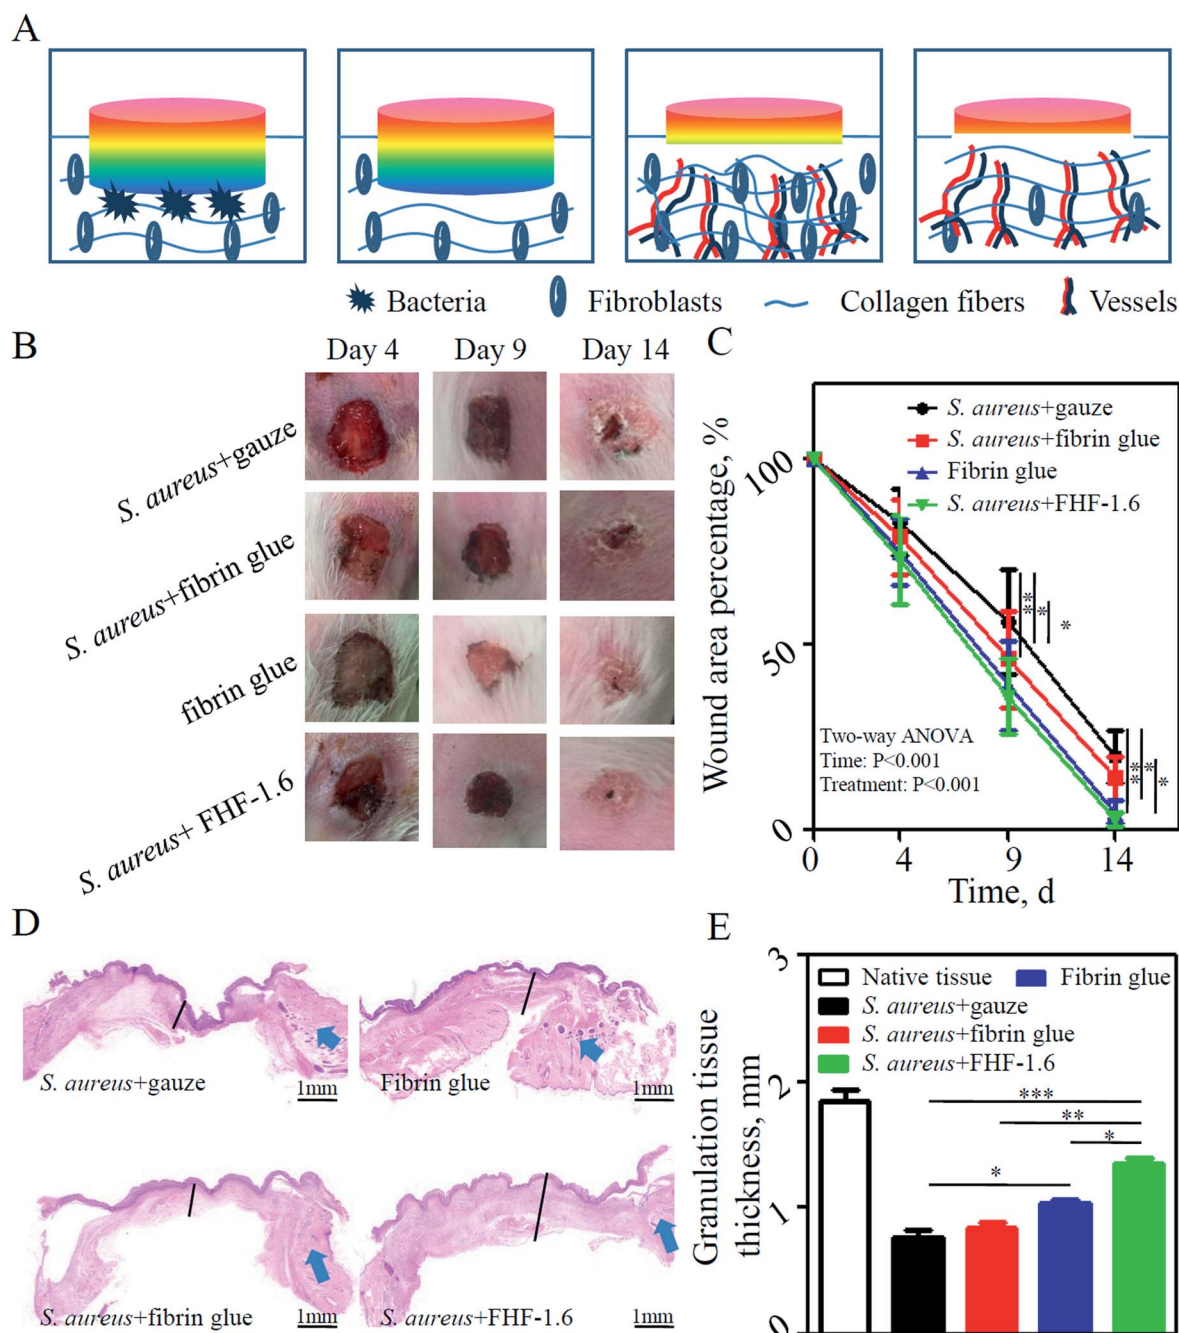 A
Bacteria
Fibroblasts
Collagen fibers
Vessels
B
Day 4
Day 9
Day 14
S. aureus+gauze
S. aureus+fibrin glue
fibrin glue
S. aureus+ FHF-1.6
C
Wound area percentage, %
100
50
0
S. aureus+gauze
S. aureus+fibrin glue
Fibrin glue
S. aureus+FHF-1.6
**
*
*
Two-way ANOVA
Time: P<0.001
Treatment: P<0.001
**
*
*
0 4 9 14
Time, d
D
S. aureus+gauze
1mm
Fibrin glue
1mm
S. aureus+fibrin glue
1mm
S. aureus+FHF-1.6
1mm
E
Granulation tissue
thickness, mm
3
2
1
0
Native tissue
Fibrin glue
S. aureus+gauze
S. aureus+fibrin glue
S. aureus+FHF-1.6
***
**
*
*